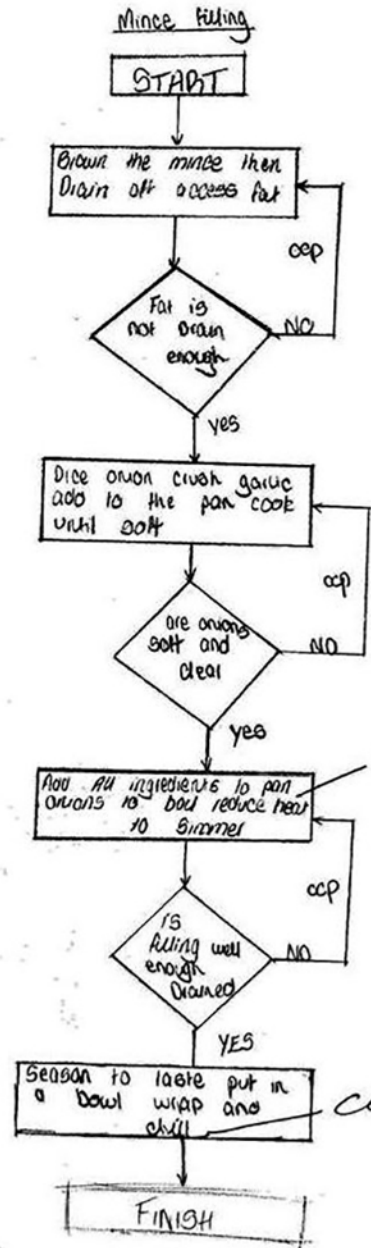 Mince Filling
START
Brown the mince then
Drain off access fat
ccp
Fat is
not Drain
enough
NO
yes
Dice onion crush garlic
add to the pan cook
until soft
ccp
are onions
soft and
clear
NO
yes
Add All ingredients to pan
onions to boil reduce heat
to simmer
ccp
is
filling well
enough
Drained
NO
YES
Season to taste put in
a bowl wrap and
chill
FINISH